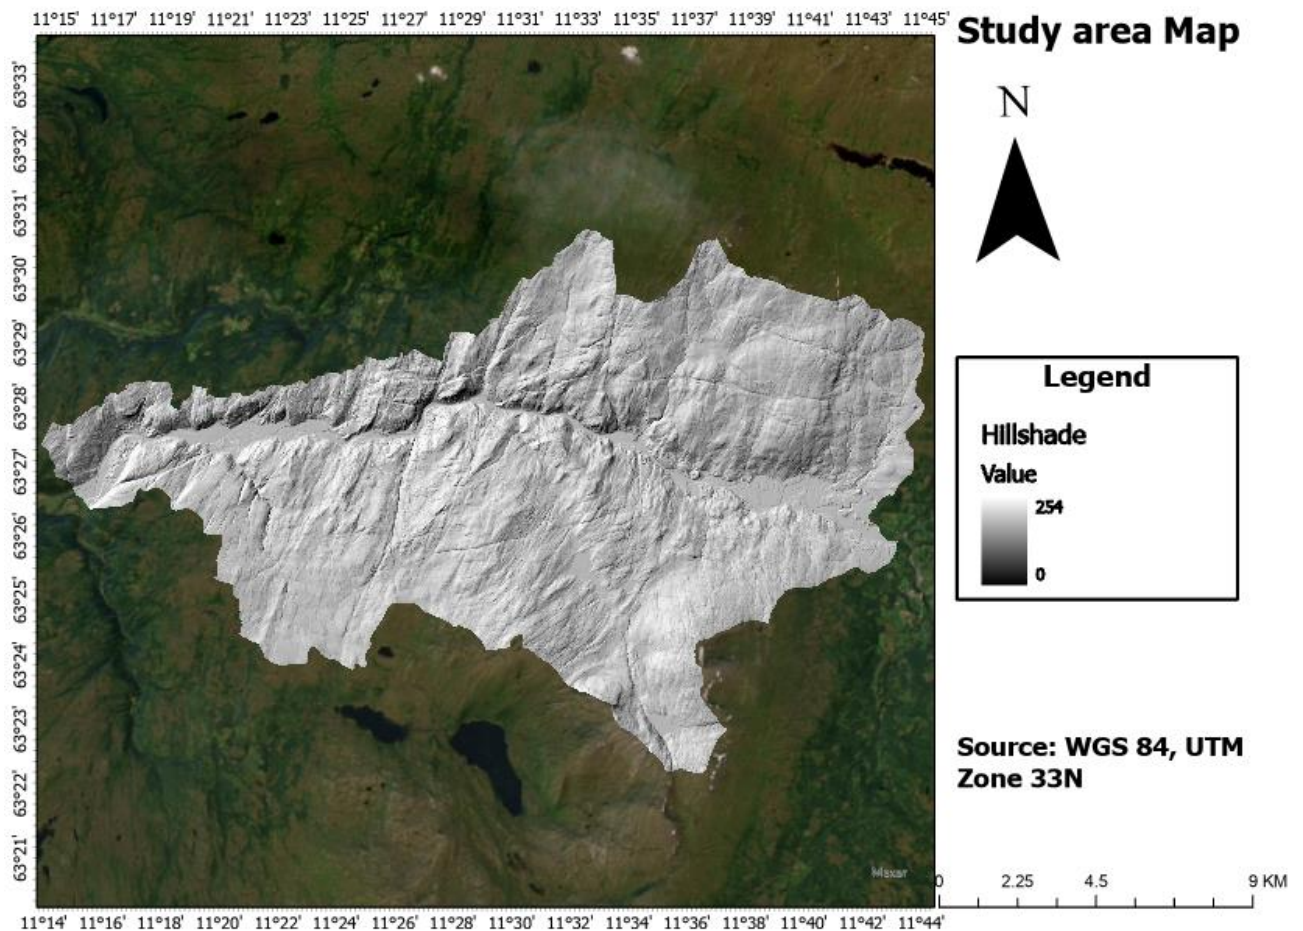 11°15' 11°17' 11°19' 11°21' 11°23' 11°25' 11°27' 11°29' 11°31' 11°33' 11°35' 11°37' 11°39' 11°41' 11°43' 11°45'
Study area Map
N
63°33'
63°32'
63°31'
63°30'
63°29'
63°28'
63°27'
63°26'
63°25'
63°24'
63°23'
63°22'
63°21'
Legend
Hillshade
Value
254
0
Source: WGS 84, UTM
Zone 33N
Maxar
0 2.25 4.5 9 KM
11°14' 11°16' 11°18' 11°20' 11°22' 11°24' 11°26' 11°28' 11°30' 11°32' 11°34' 11°36' 11°38' 11°40' 11°42' 11°44'